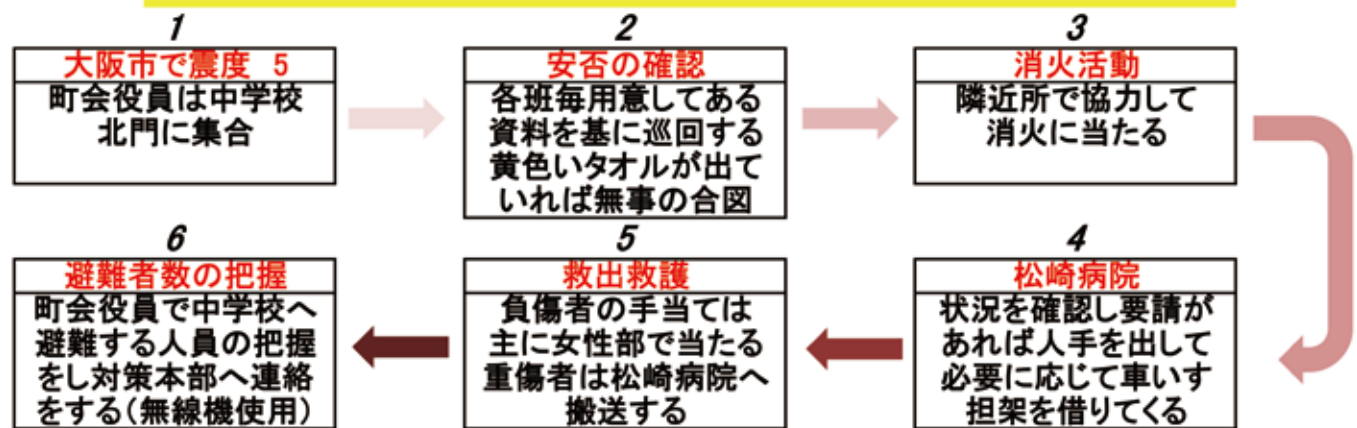 1
大阪市で震度 5
町会役員は中学校
北門に集合
2
安否の確認
各班毎用意してある
資料を基に巡回する
黄色いタオルが出て
いれば無事の合図
3
消火活動
隣近所で協力して
消火に当たる
4
松崎病院
状況を確認し要請が
あれば人手を出して
必要に応じて車いす
担架を借りてくる
5
救出救護
負傷者の手当ては
主に女性部で当たる
重傷者は松崎病院へ
搬送する
6
避難者数の把握
町会役員で中学校へ
避難する人員の把握
をし対策本部へ連絡
をする(無線機使用)